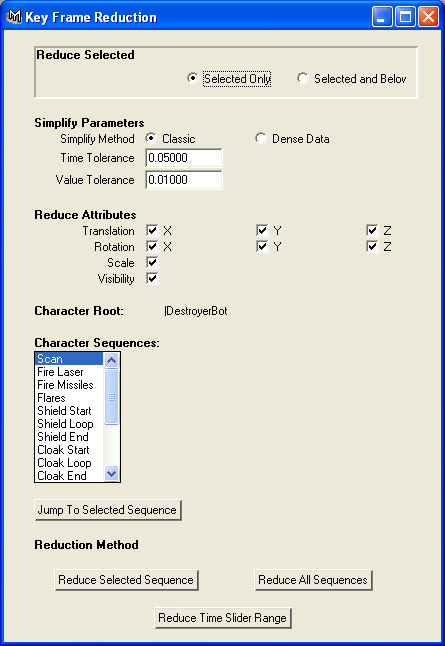 Key Frame Reduction
Reduce Selected
Selected Only Selected and Below
Simplify Parameters
Simplify Method Classic Dense Data
Time Tolerance 0.05000
Value Tolerance 0.01000
Reduce Attributes
Translation X Y Z
Rotation X Y Z
Scale
Visibility
Character Root: |DestroyerBot
Character Sequences:
Scan
Fire Laser
Fire Missiles
Flares
Shield Start
Shield Loop
Shield End
Cloak Start
Cloak Loop
Cloak End
Jump To Selected Sequence
Reduction Method
Reduce Selected Sequence Reduce All Sequences
Reduce Time Slider Range